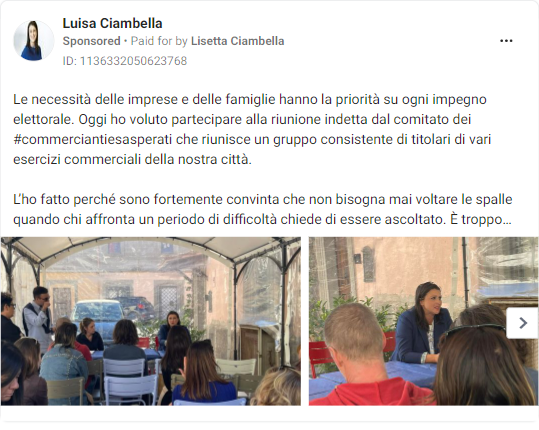 Luisa Ciambella
Sponsored • Paid for by Lisetta Ciambella
ID: 1136332050623768
Le necessità delle imprese e delle famiglie hanno la priorità su ogni impegno
elettorale. Oggi ho voluto partecipare alla riunione indetta dal comitato dei
#commerciantiesasperati che riunisce un gruppo consistente di titolari di vari
esercizi commerciali della nostra città.
L’ho fatto perché sono fortemente convinta che non bisogna mai voltare le spalle
quando chi affronta un periodo di difficoltà chiede di essere ascoltato. È troppo...